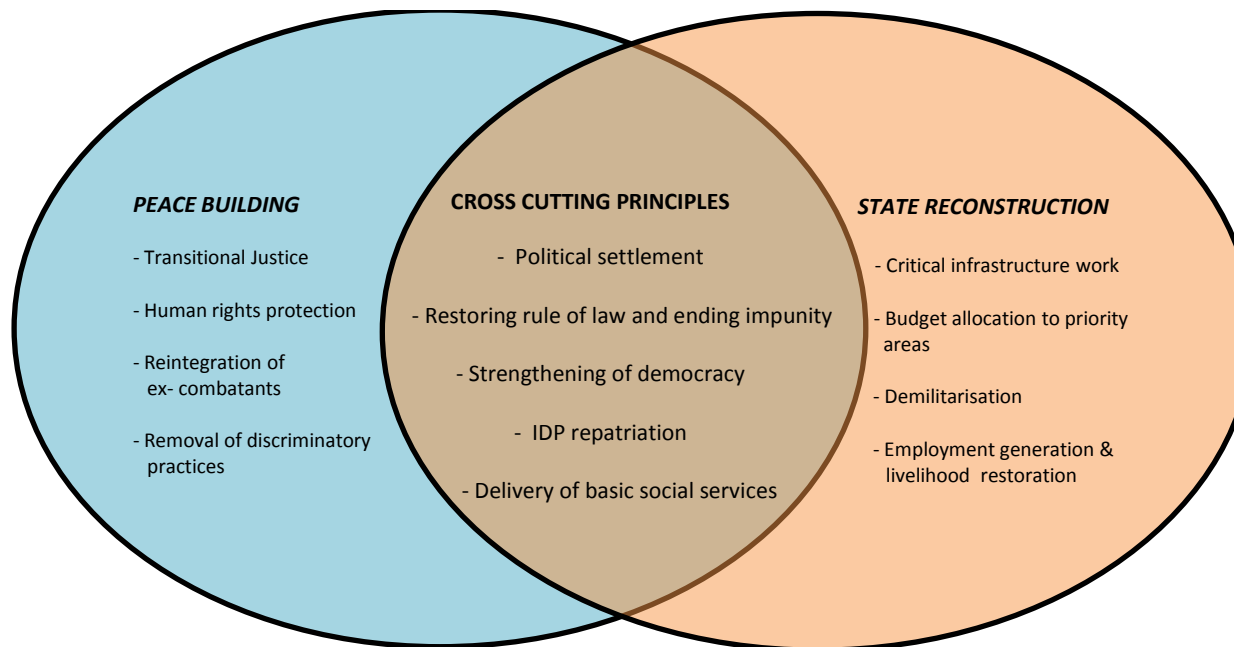 PEACE BUILDING
- Transitional Justice
- Human rights protection
- Reintegration of
ex- combatants
- Removal of discriminatory
practices
CROSS CUTTING PRINCIPLES
- Political settlement
- Restoring rule of law and ending impunity
- Strengthening of democracy
- IDP repatriation
- Delivery of basic social services
STATE RECONSTRUCTION
- Critical infrastructure work
- Budget allocation to priority
areas
- Demilitarisation
- Employment generation &
livelihood restoration